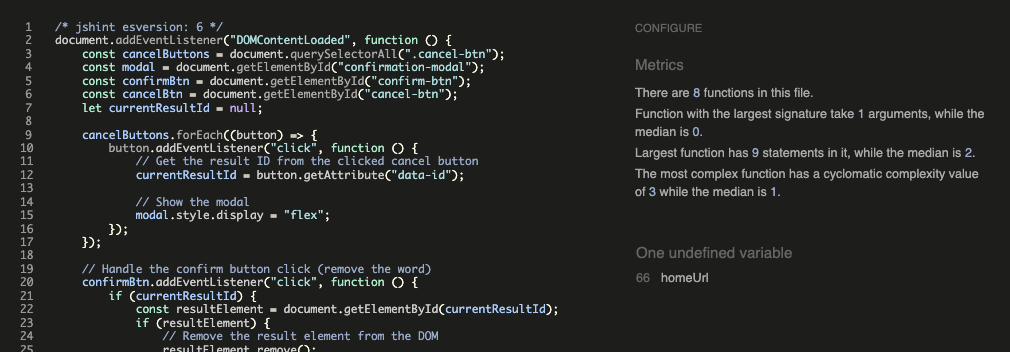 1 /* jshint esversion: 6 */
2 document.addEventListener("DOMContentLoaded", function () {
3 const cancelButtons = document.querySelectorAll(".cancel-btn");
4 const modal = document.getElementById("confirmation-modal");
5 const confirmBtn = document.getElementById("confirm-btn");
6 const cancelBtn = document.getElementById("cancel-btn");
7 let currentResultId = null;
8
9 cancelButtons.forEach((button) => {
10 button.addEventListener("click", function () {
11 // Get the result ID from the clicked cancel button
12 currentResultId = button.getAttribute("data-id");
13
14 // Show the modal
15 modal.style.display = "flex";
16 });
17 });
18
19 // Handle the confirm button click (remove the word)
20 confirmBtn.addEventListener("click", function () {
21 if (currentResultId) {
22 const resultElement = document.getElementById(currentResultId);
23 if (resultElement) {
24 // Remove the result element from the DOM
25 resultElement.remove();
CONFIGURE
Metrics
There are 8 functions in this file.
Function with the largest signature take 1 arguments, while the
median is 0.
Largest function has 9 statements in it, while the median is 2.
The most complex function has a cyclomatic complexity value
of 3 while the median is 1.
One undefined variable
66 homeUrl